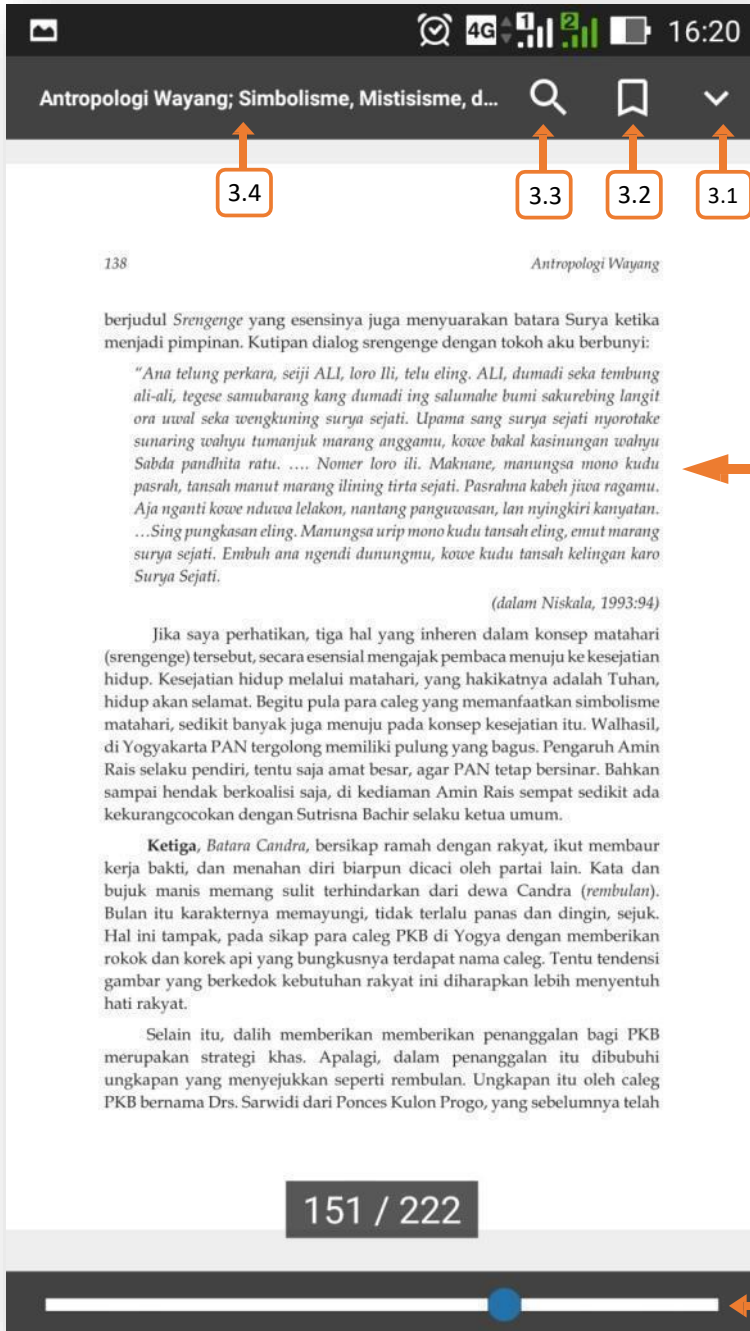 4G 1 2 16:20
Antropologi Wayang; Simbolisme, Mistisisme, d...
3.4 3.3 3.2 3.1
138 Antropologi Wayang
berjudul Srengenge yang esensinya juga menyuarakan batara Surya ketika
menjadi pimpinan. Kutipan dialog srengenge dengan tokoh aku berbunyi:
"Ana telung perkara, seiji ALI, loro Ili, telu eling. ALI, dumadi seka tembung
ali-ali, tegese samubarang kang dumadi ing salumahe bumi sakurebing langit
ora uwal seka wengkuning surya sejati. Upama sang surya sejati nyorotake
sunaring wahyu tumanjuk marang anggamu, kowe bakal kasinungan wahyu
Sabda pandhita ratu. .... Nomer loro ili. Maknane, manungsa mono kudu
pasrah, tansah manut marang ilining tirta sejati. Pasrahna kabeh jiwa ragamu.
Aja nganti kowe nduwa lelakon, nantang panguwasan, lan nyingkiri kanyatan.
...Sing pungkasan eling. Manungsa urip mono kudu tansah eling, emut marang
surya sejati. Embuh ana ngendi dunungmu, kowe kudu tansah kelingan karo
Surya Sejati.
(dalam Niskala, 1993:94)
Jika saya perhatikan, tiga hal yang inheren dalam konsep matahari
(srengenge) tersebut, secara esensial mengajak pembaca menuju ke kesejatian
hidup. Kesejatian hidup melalui matahari, yang hakikatnya adalah Tuhan,
hidup akan selamat. Begitu pula para caleg yang memanfaatkan simbolisme
matahari, sedikit banyak juga menuju pada konsep kesejatian itu. Walhasil,
di Yogyakarta PAN tergolong memiliki pulung yang bagus. Pengaruh Amin
Rais selaku pendiri, tentu saja amat besar, agar PAN tetap bersinar. Bahkan
sampai hendak berkoalisi saja, di kediaman Amin Rais sempat sedikit ada
kekurangcocokan dengan Sutrisna Bachir selaku ketua umum.
Ketiga, Batara Candra, bersikap ramah dengan rakyat, ikut membaur
kerja bakti, dan menahan diri biarpun dicaci oleh partai lain. Kata dan
bujuk manis memang sulit terhindarkan dari dewa Candra (rembulan).
Bulan itu karakternya memayungi, tidak terlalu panas dan dingin, sejuk.
Hal ini tampak, pada sikap para caleg PKB di Yogya dengan memberikan
rokok dan korek api yang bungkusnya terdapat nama caleg. Tentu tendensi
gambar yang berkedok kebutuhan rakyat ini diharapkan lebih menyentuh
hati rakyat.
Selain itu, dalih memberikan memberikan penanggalan bagi PKB
merupakan strategi khas. Apalagi, dalam penanggalan itu dibubuhi
ungkapan yang menyejukkan seperti rembulan. Ungkapan itu oleh caleg
PKB bernama Drs. Sarwidi dari Ponces Kulon Progo, yang sebelumnya telah
151 / 222